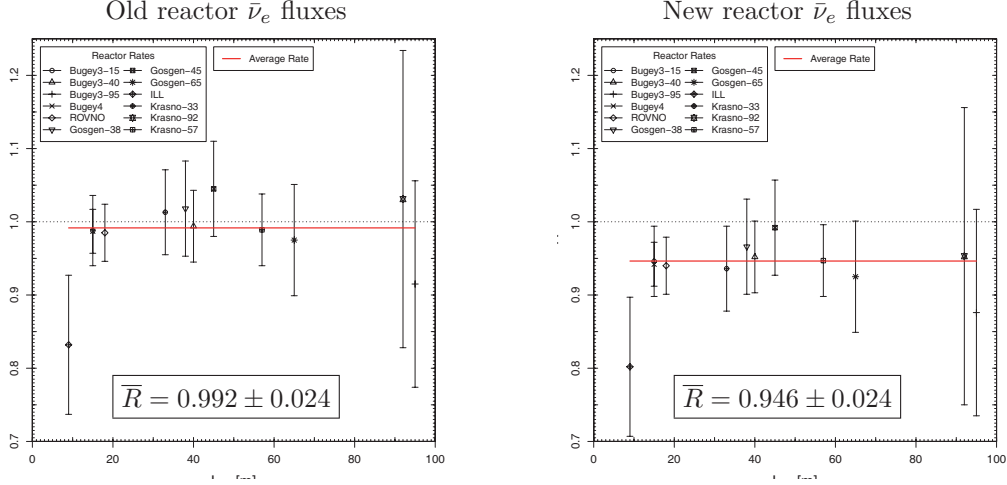 Old reactor ν̄e fluxes
Reactor Rates
Bugey3−15
Bugey3−40
Bugey3−95
Bugey4
ROVNO
Gosgen−38
Gosgen−45
Gosgen−65
ILL
Krasno−33
Krasno−92
Krasno−57
Average Rate
1.2
1.1
1.0
0.9
0.8
0.7
R̄ = 0.992 ± 0.024
0 20 40 60 80 100
New reactor ν̄e fluxes
Reactor Rates
Bugey3−15
Bugey3−40
Bugey3−95
Bugey4
ROVNO
Gosgen−38
Gosgen−45
Gosgen−65
ILL
Krasno−33
Krasno−92
Krasno−57
Average Rate
1.2
1.1
1.0
0.9
0.8
0.7
R̄ = 0.946 ± 0.024
0 20 40 60 80 100